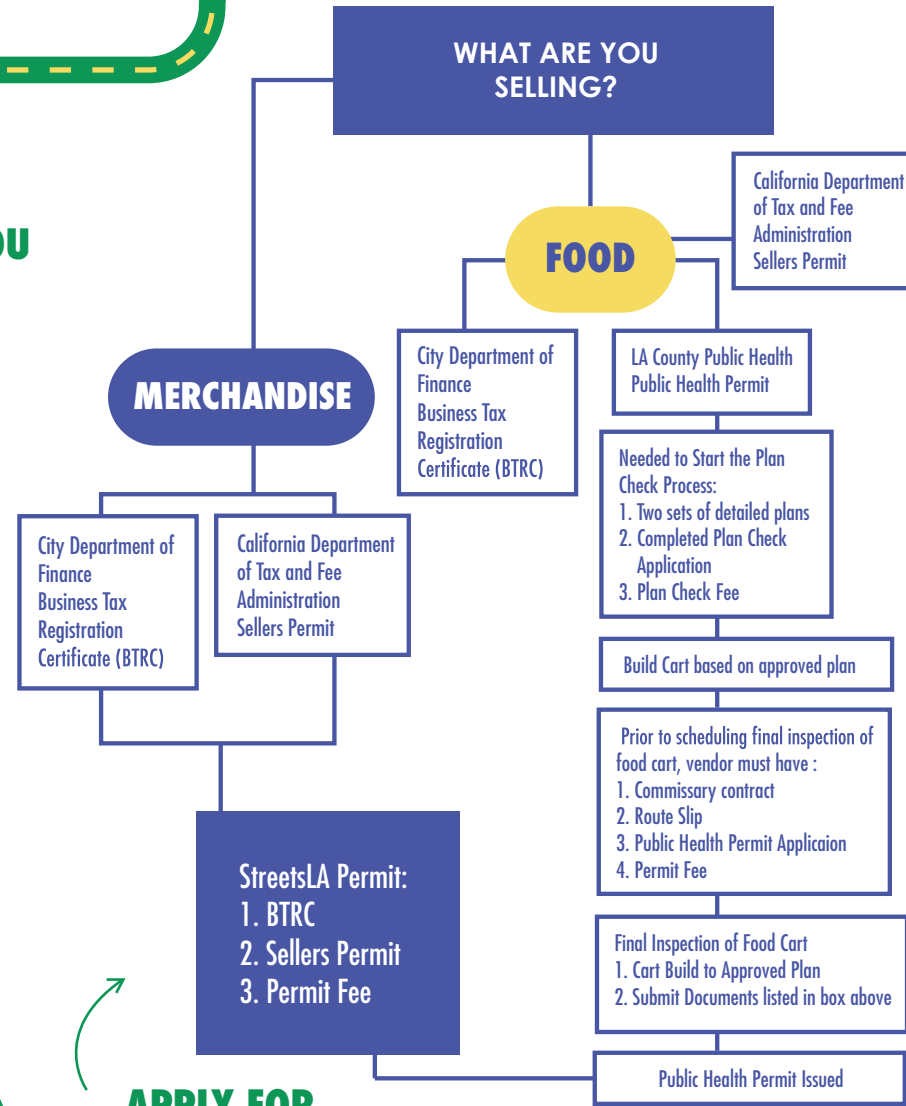 WHAT ARE YOU
SELLING?
California Department
of Tax and Fee
Administration
Sellers Permit
OU
FOOD
City Department of
Finance
Business Tax
Registration
Certificate (BTRC)
LA County Public Health
Public Health Permit
MERCHANDISE
Needed to Start the Plan
Check Process:
1. Two sets of detailed plans
2. Completed Plan Check
Application
3. Plan Check Fee
City Department of
Finance
Business Tax
Registration
Certificate (BTRC)
California Department
of Tax and Fee
Administration
Sellers Permit
Build Cart based on approved plan
Prior to scheduling final inspection of
food cart, vendor must have :
1. Commissary contract
2. Route Slip
3. Public Health Permit Applicaion
4. Permit Fee
StreetsLA Permit:
1. BTRC
2. Sellers Permit
3. Permit Fee
Final Inspection of Food Cart
1. Cart Build to Approved Plan
2. Submit Documents listed in box above
Public Health Permit Issued
APPLY FOR